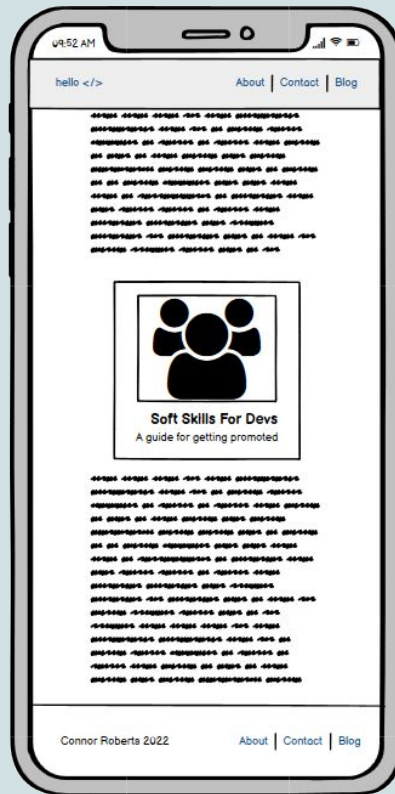 09:52 AM
hello </> About | Contact | Blog
Soft Skills For Devs
A guide for getting promoted
Connor Roberts 2022 About | Contact | Blog